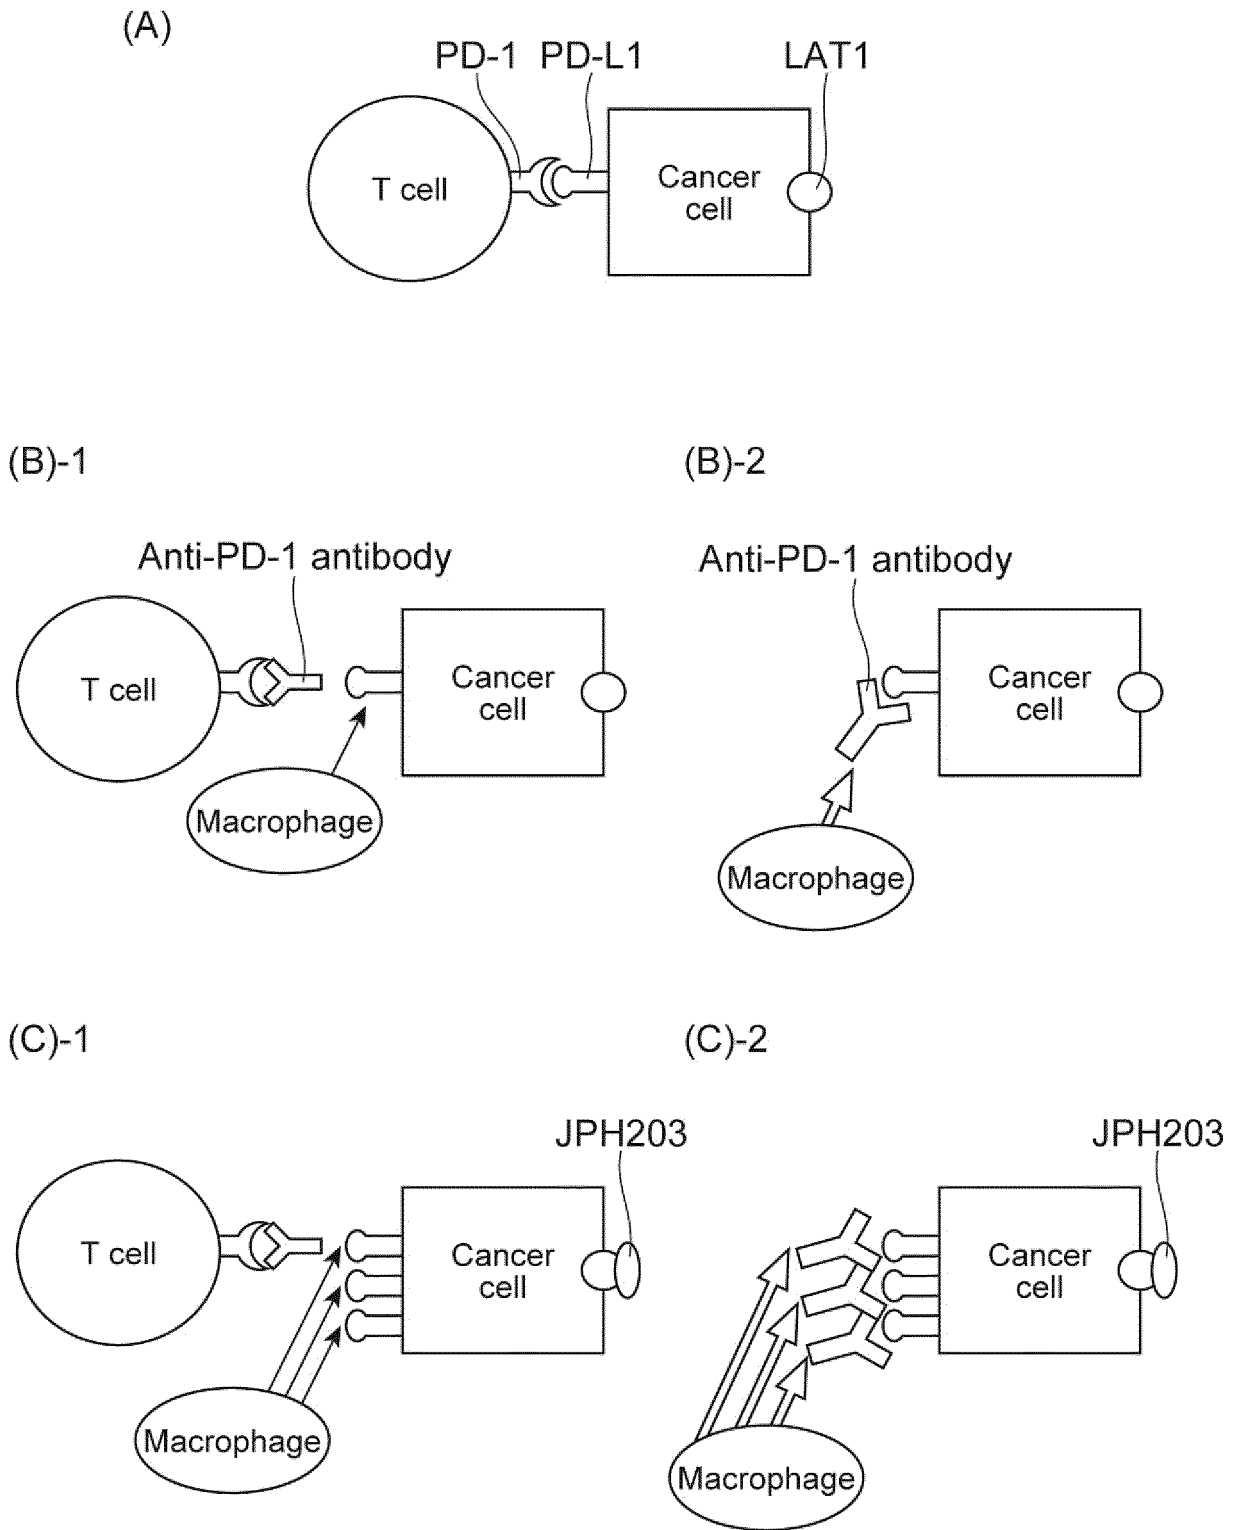 (A)
PD-1 PD-L1 LAT1
T cell
Cancer
cell
(B)-1
Anti-PD-1 antibody
T cell
Cancer
cell
Macrophage
(B)-2
Anti-PD-1 antibody
Cancer
cell
Macrophage
(C)-1
JPH203
T cell
Cancer
cell
Macrophage
(C)-2
JPH203
Cancer
cell
Macrophage